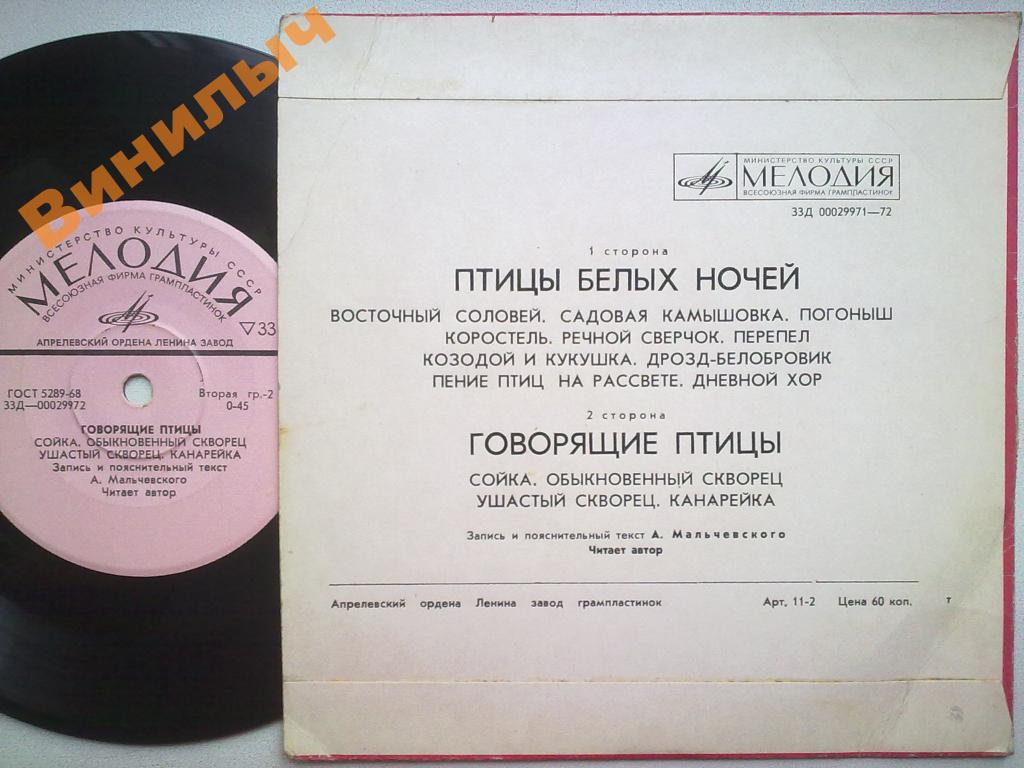 Винилыч
МИНИСТЕРСТВО КУЛЬТУРЫ СССР
МЕЛОДИЯ
ВСЕСОЮЗНАЯ ФИРМА ГРАМПЛАСТИНОК
33
АПРЕЛЕВСКИЙ ОРДЕНА ЛЕНИНА ЗАВОД
ГОСТ 5289-68
Вторая гр.-2
33Д—00029972
0-45
ГОВОРЯЩИЕ ПТИЦЫ
СОЙКА. ОБЫКНОВЕННЫЙ СКВОРЕЦ
УШАСТЫЙ СКВОРЕЦ. КАНАРЕЙКА
Запись и пояснительный текст
А. Мальчевского
Читает автор
МИНИСТЕРСТВО КУЛЬТУРЫ СССР
МЕЛОДИЯ
ВСЕСОЮЗНАЯ ФИРМА ГРАМПЛАСТИНОК
33Д 00029971—72
1 сторона
ПТИЦЫ БЕЛЫХ НОЧЕЙ
ВОСТОЧНЫЙ СОЛОВЕЙ. САДОВАЯ КАМЫШОВКА. ПОГОНЫШ
КОРОСТЕЛЬ. РЕЧНОЙ СВЕРЧОК. ПЕРЕПЕЛ
КОЗОДОЙ И КУКУШКА. ДРОЗД-БЕЛОБРОВИК
ПЕНИЕ ПТИЦ НА РАССВЕТЕ. ДНЕВНОЙ ХОР
2 сторона
ГОВОРЯЩИЕ ПТИЦЫ
СОЙКА. ОБЫКНОВЕННЫЙ СКВОРЕЦ
УШАСТЫЙ СКВОРЕЦ. КАНАРЕЙКА
Запись и пояснительный текст А. Мальчевского
Читает автор
Апрелевский ордена Ленина завод грампластинок Арт. 11-2 Цена 60 коп. т